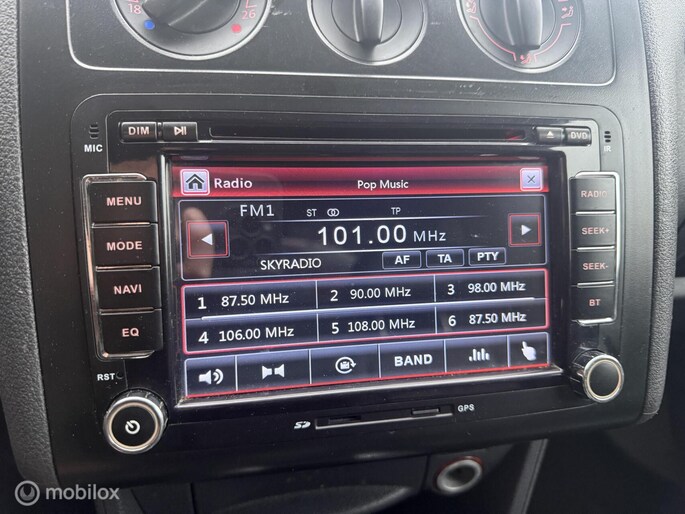 18 26
DIM
DVD
MIC
IR
Radio
Pop Music
FM1 ST TP
101.00 MHz
SKYRADIO AF TA PTY
1 87.50 MHz 2 90.00 MHz 3 98.00 MHz
4 106.00 MHz 5 108.00 MHz 6 87.50 MHz
BAND
MENU
MODE
NAVI
EQ
RADIO
SEEK+
SEEK-
BT
RST
SD
GPS
mobilox